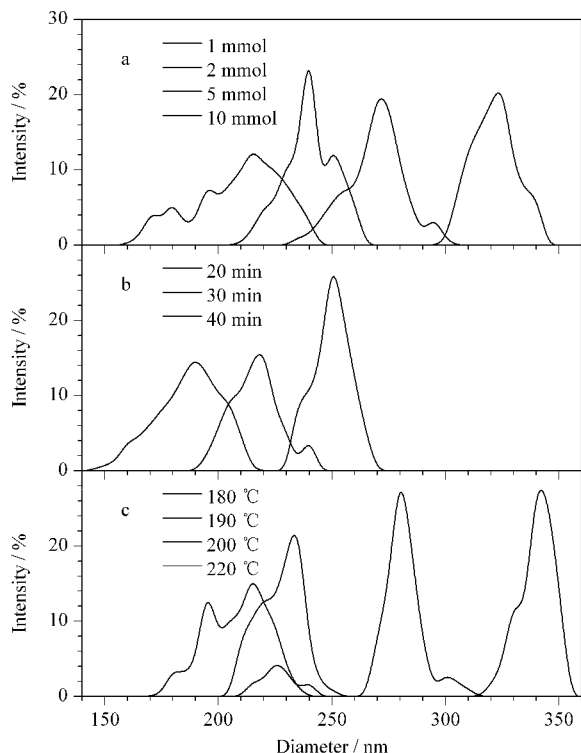 30
a
1 mmol
2 mmol
5 mmol
10 mmol
20
10
0
Intensity / %
b
20 min
30 min
40 min
20
10
0
Intensity / %
c
180 ℃
190 ℃
200 ℃
220 ℃
20
10
0
Intensity / %
150 200 250 300 350
Diameter / nm